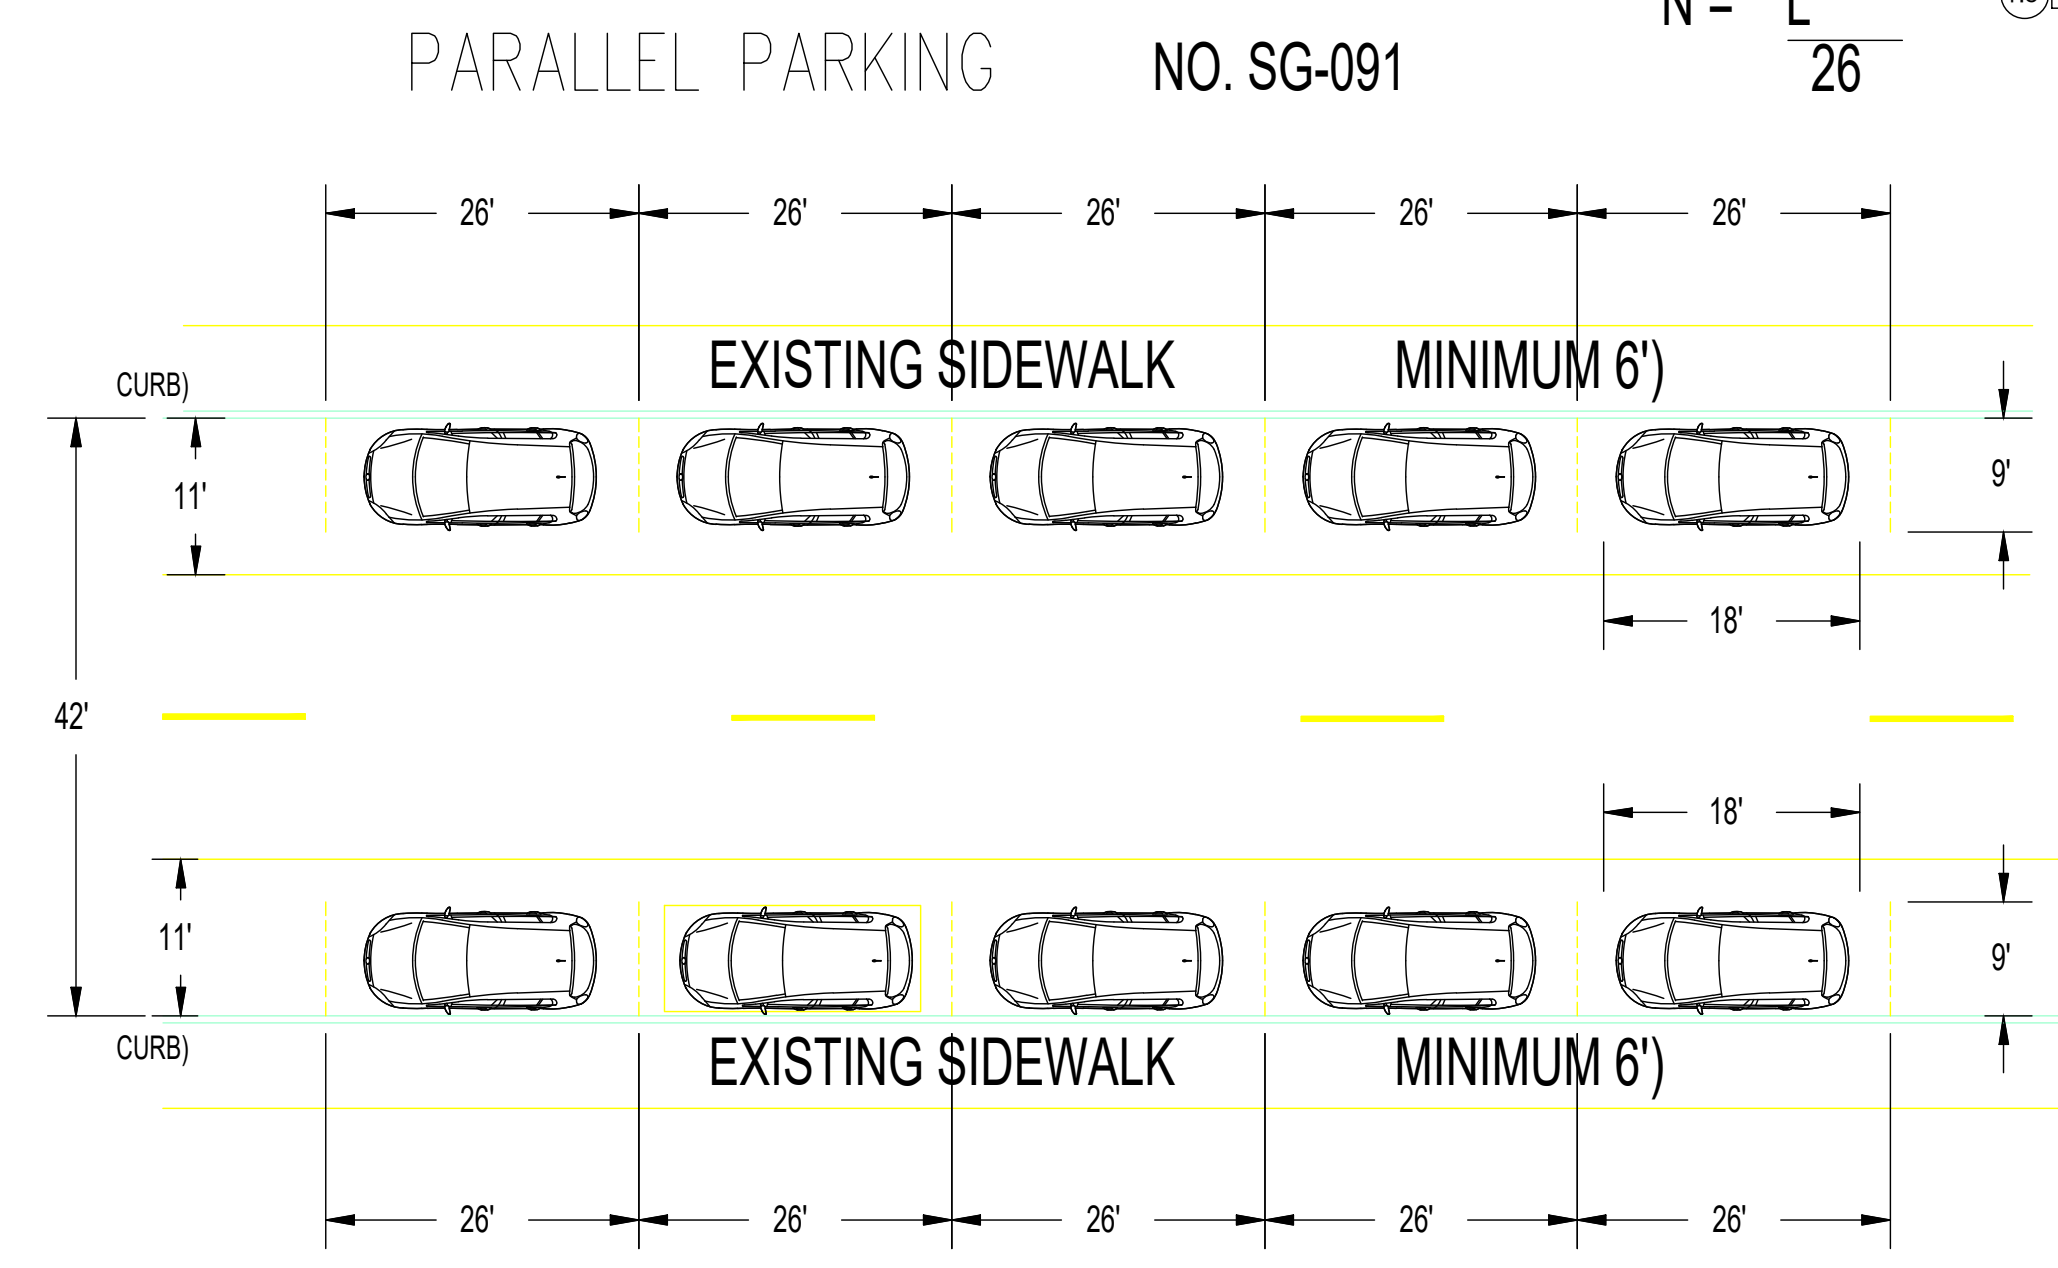 N = L
PARALLEL PARKING NO. SG-091 26
26' 26' 26' 26' 26'
EXISTING SIDEWALK MINIMUM 6')
CURB)
11' 9'
18'
42'
18'
11' 9'
CURB)
EXISTING SIDEWALK MINIMUM 6')
26' 26' 26' 26' 26'